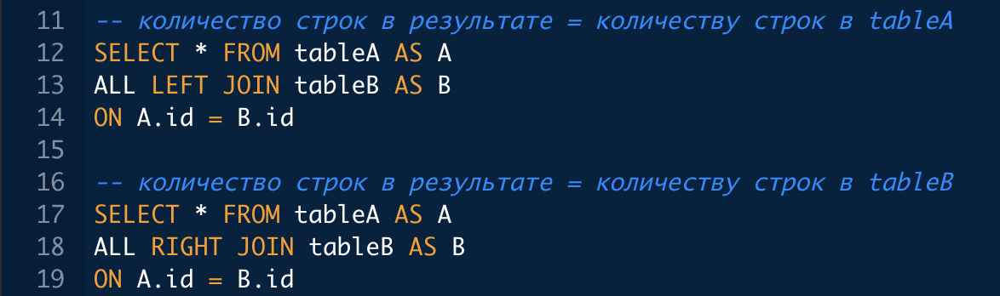 11 -- количество строк в результате = количеству строк в tableA
12 SELECT * FROM tableA AS A
13 ALL LEFT JOIN tableB AS B
14 ON A.id = B.id
15
16 -- количество строк в результате = количеству строк в tableB
17 SELECT * FROM tableA AS A
18 ALL RIGHT JOIN tableB AS B
19 ON A.id = B.id